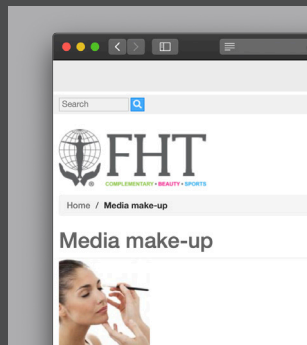 Search
FHT
®
COMPLEMENTARY • BEAUTY • SPORTS
Home / Media make-up
Media make-up